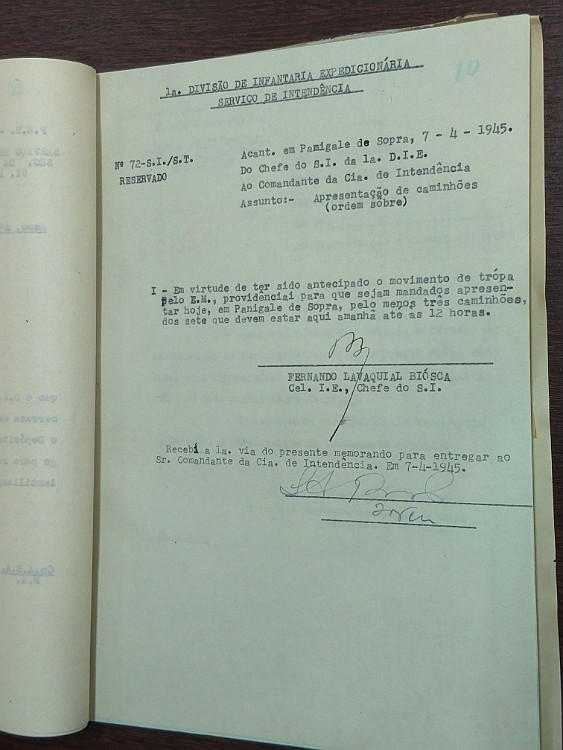 10
1a. DIVISÃO DE INFANTARIA EXPEDICIONÁRIA
SERVIÇO DE INTENDÊNCIA
Nº 72-S.I./S.T.
RESERVADO
Acant. em Panigale de Sopra, 7 - 4 - 1945.
Do Chefe do S.I. da 1a. D.I.E.
Ao Comandante da Cia. de Intendência
Assunto:- Apresentação de caminhões
(ordem sôbre)
I - Em virtude de ter sido antecipado o movimento de trópa
pelo E.M., providenciai para que sejam mandados apresen-
tar hoje, em Panigale de Sopra, pelo menos três caminhões,
dos sete que devem estar aqui amanhã até as 12 horas.
FERNANDO LAVAQUIAL BIÓSCA
Cel. I.E., Chefe do S.I.
Recebí a 1a. via do presente memorando para entregar ao
Sr. Comandante da Cia. de Intendência. Em 7-4-1945.